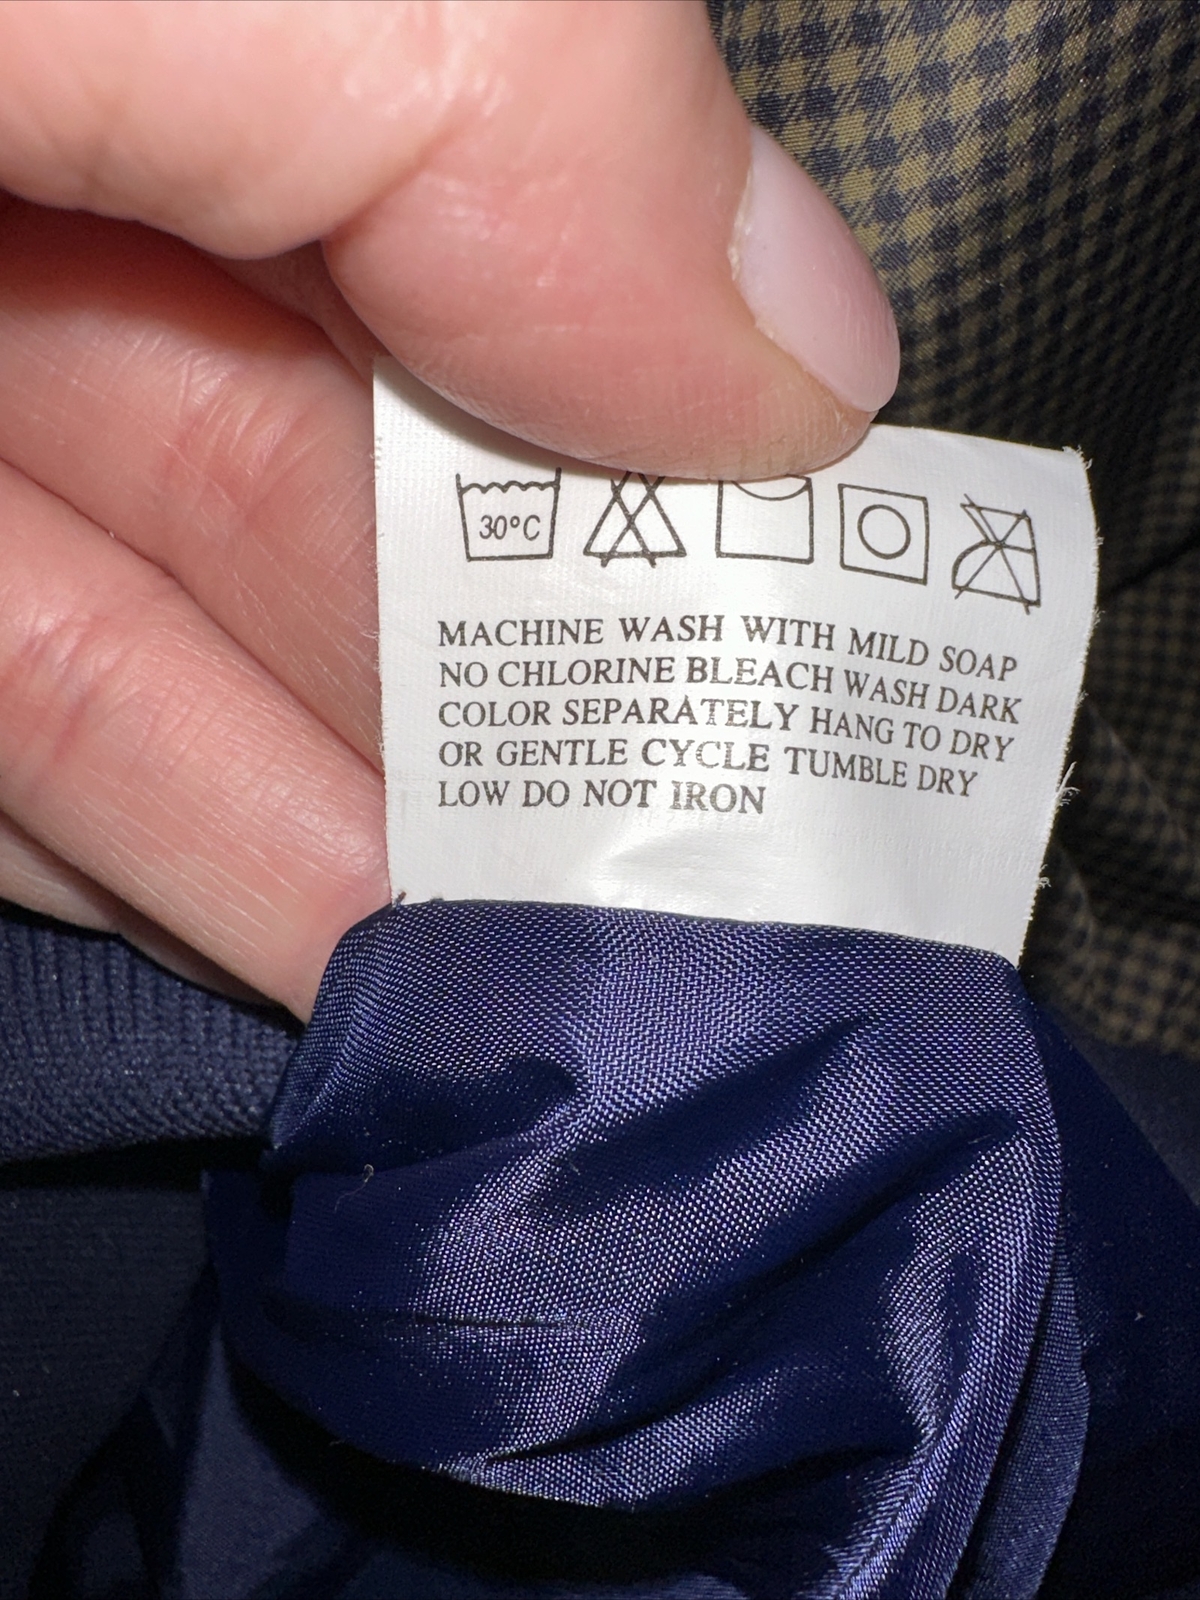 30°C
MACHINE WASH WITH MILD SOAP
NO CHLORINE BLEACH WASH DARK
COLOR SEPARATELY HANG TO DRY
OR GENTLE CYCLE TUMBLE DRY
LOW DO NOT IRON